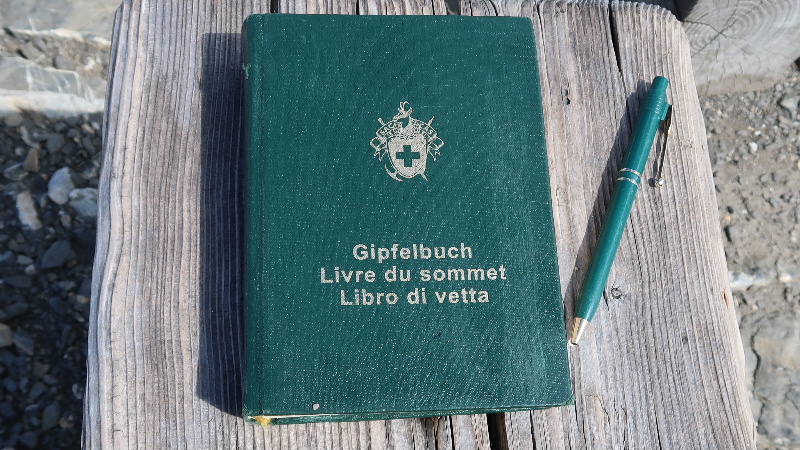 Gipfelbuch
Livre du sommet
Libro di vetta